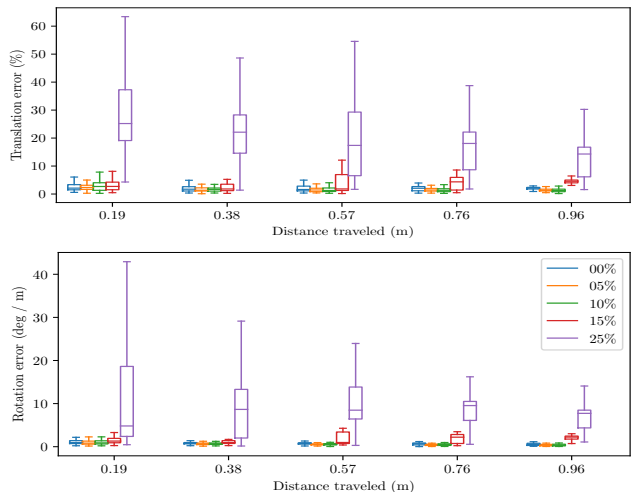 Translation error (%)
60
50
40
30
20
10
0
0.19 0.38 0.57 0.76 0.96
Distance traveled (m)
Rotation error (deg / m)
40
30
20
10
0
00%
05%
10%
15%
25%
0.19 0.38 0.57 0.76 0.96
Distance traveled (m)